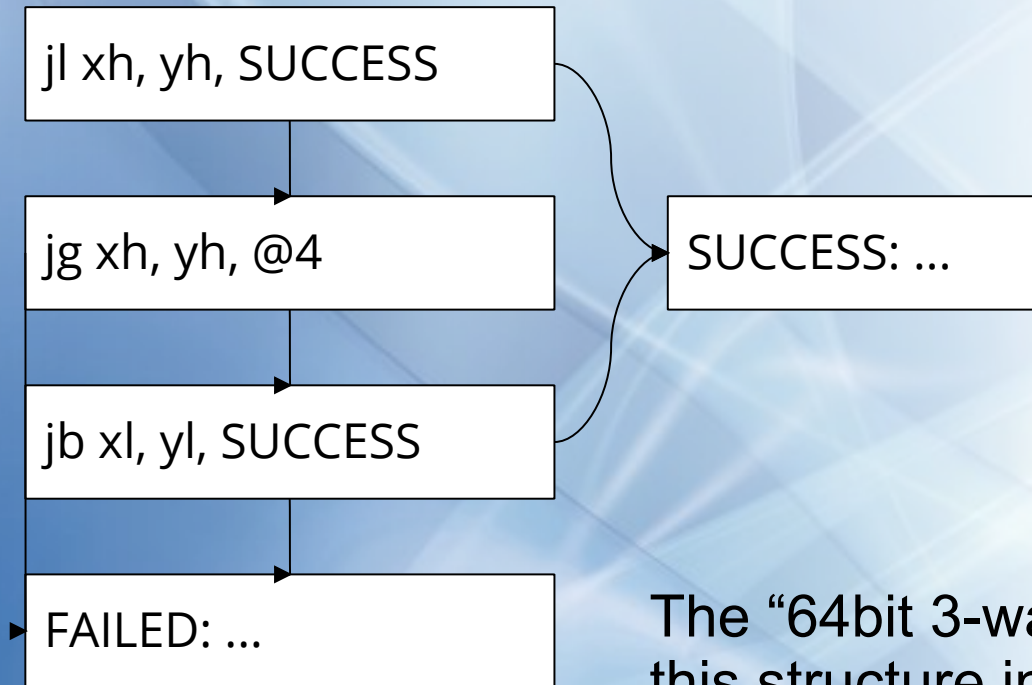 jl xh, yh, SUCCESS
jg xh, yh, @4
SUCCESS: ...
jb xl, yl, SUCCESS
FAILED: ...
The “64bit 3-wa
this structure in